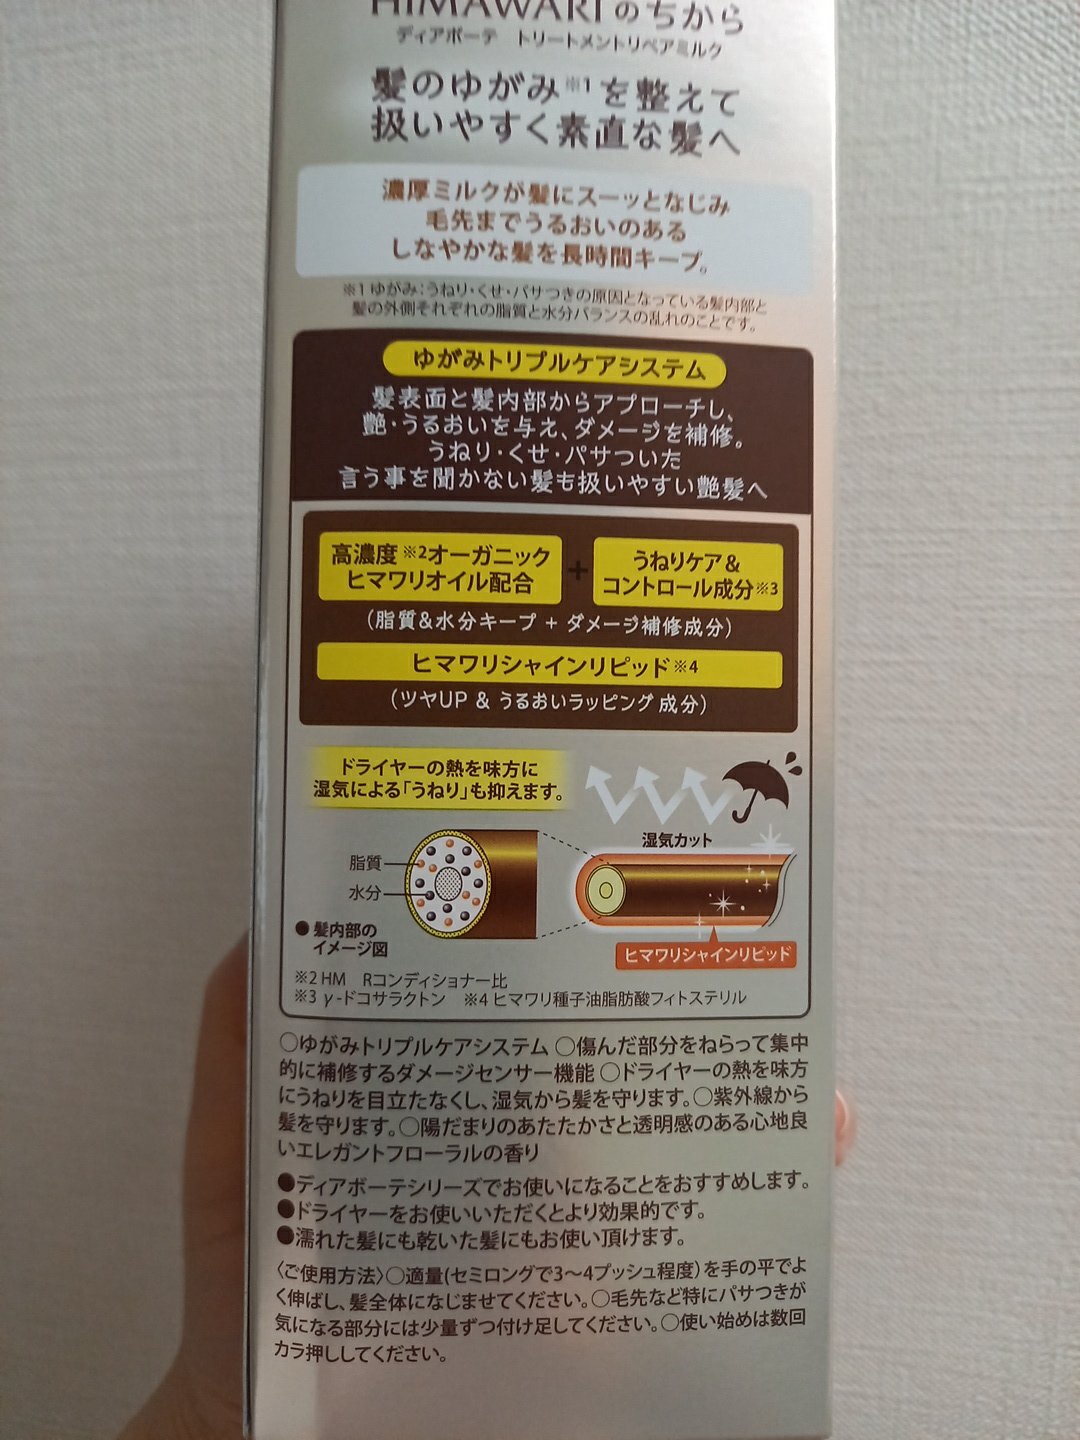 HIMAWARIのちから
ディアボーテ トリートメントリペアミルク
髪のゆがみ※1を整えて
扱いやすく素直な髪へ
濃厚ミルクが髪にスーッとなじみ
毛先までうるおいのある
しなやかな髪を長時間キープ。
※1 ゆがみ:うねり・くせ・パサつきの原因となっている髪内部と
髪の外側それぞれの脂質と水分バランスの乱れのことです。
ゆがみトリプルケアシステム
髪表面と髪内部からアプローチし、
艶・うるおいを与え、ダメージを補修。
うねり・くせ・パサついた
言う事を聞かない髪も扱いやすい艶髪へ
高濃度※2オーガニック
ヒマワリオイル配合
+
うねりケア&
コントロール成分※3
(脂質&水分キープ + ダメージ補修成分)
ヒマワリシャインリピッド※4
(ツヤUP & うるおいラッピング 成分)
ドライヤーの熱を味方に
湿気による「うねり」も抑えます。
湿気カット
脂質
水分
●髪内部の
イメージ図
ヒマワリシャインリピッド
※2 HM Rコンディショナー比
※3 γ-ドコサラクトン ※4 ヒマワリ種子油脂肪酸フィトステリル
○ゆがみトリプルケアシステム ○傷んだ部分をねらって集中
的に補修するダメージセンサー機能 ○ドライヤーの熱を味方
にうねりを目立たなくし、湿気から髪を守ります。○紫外線から
髪を守ります。○陽だまりのあたたかさと透明感のある心地良
いエレガントフローラルの香り
●ディアボーテシリーズでお使いになることをおすすめします。
●ドライヤーをお使いいただくとより効果的です。
●濡れた髪にも乾いた髪にもお使い頂けます。
〈ご使用方法〉○適量(セミロングで3〜4プッシュ程度)を手の平でよ
く伸ばし、髪全体になじませてください。○毛先など特にパサつきが
気になる部分には少量ずつ付け足してください。○使い始めは数回
カラ押ししてください。